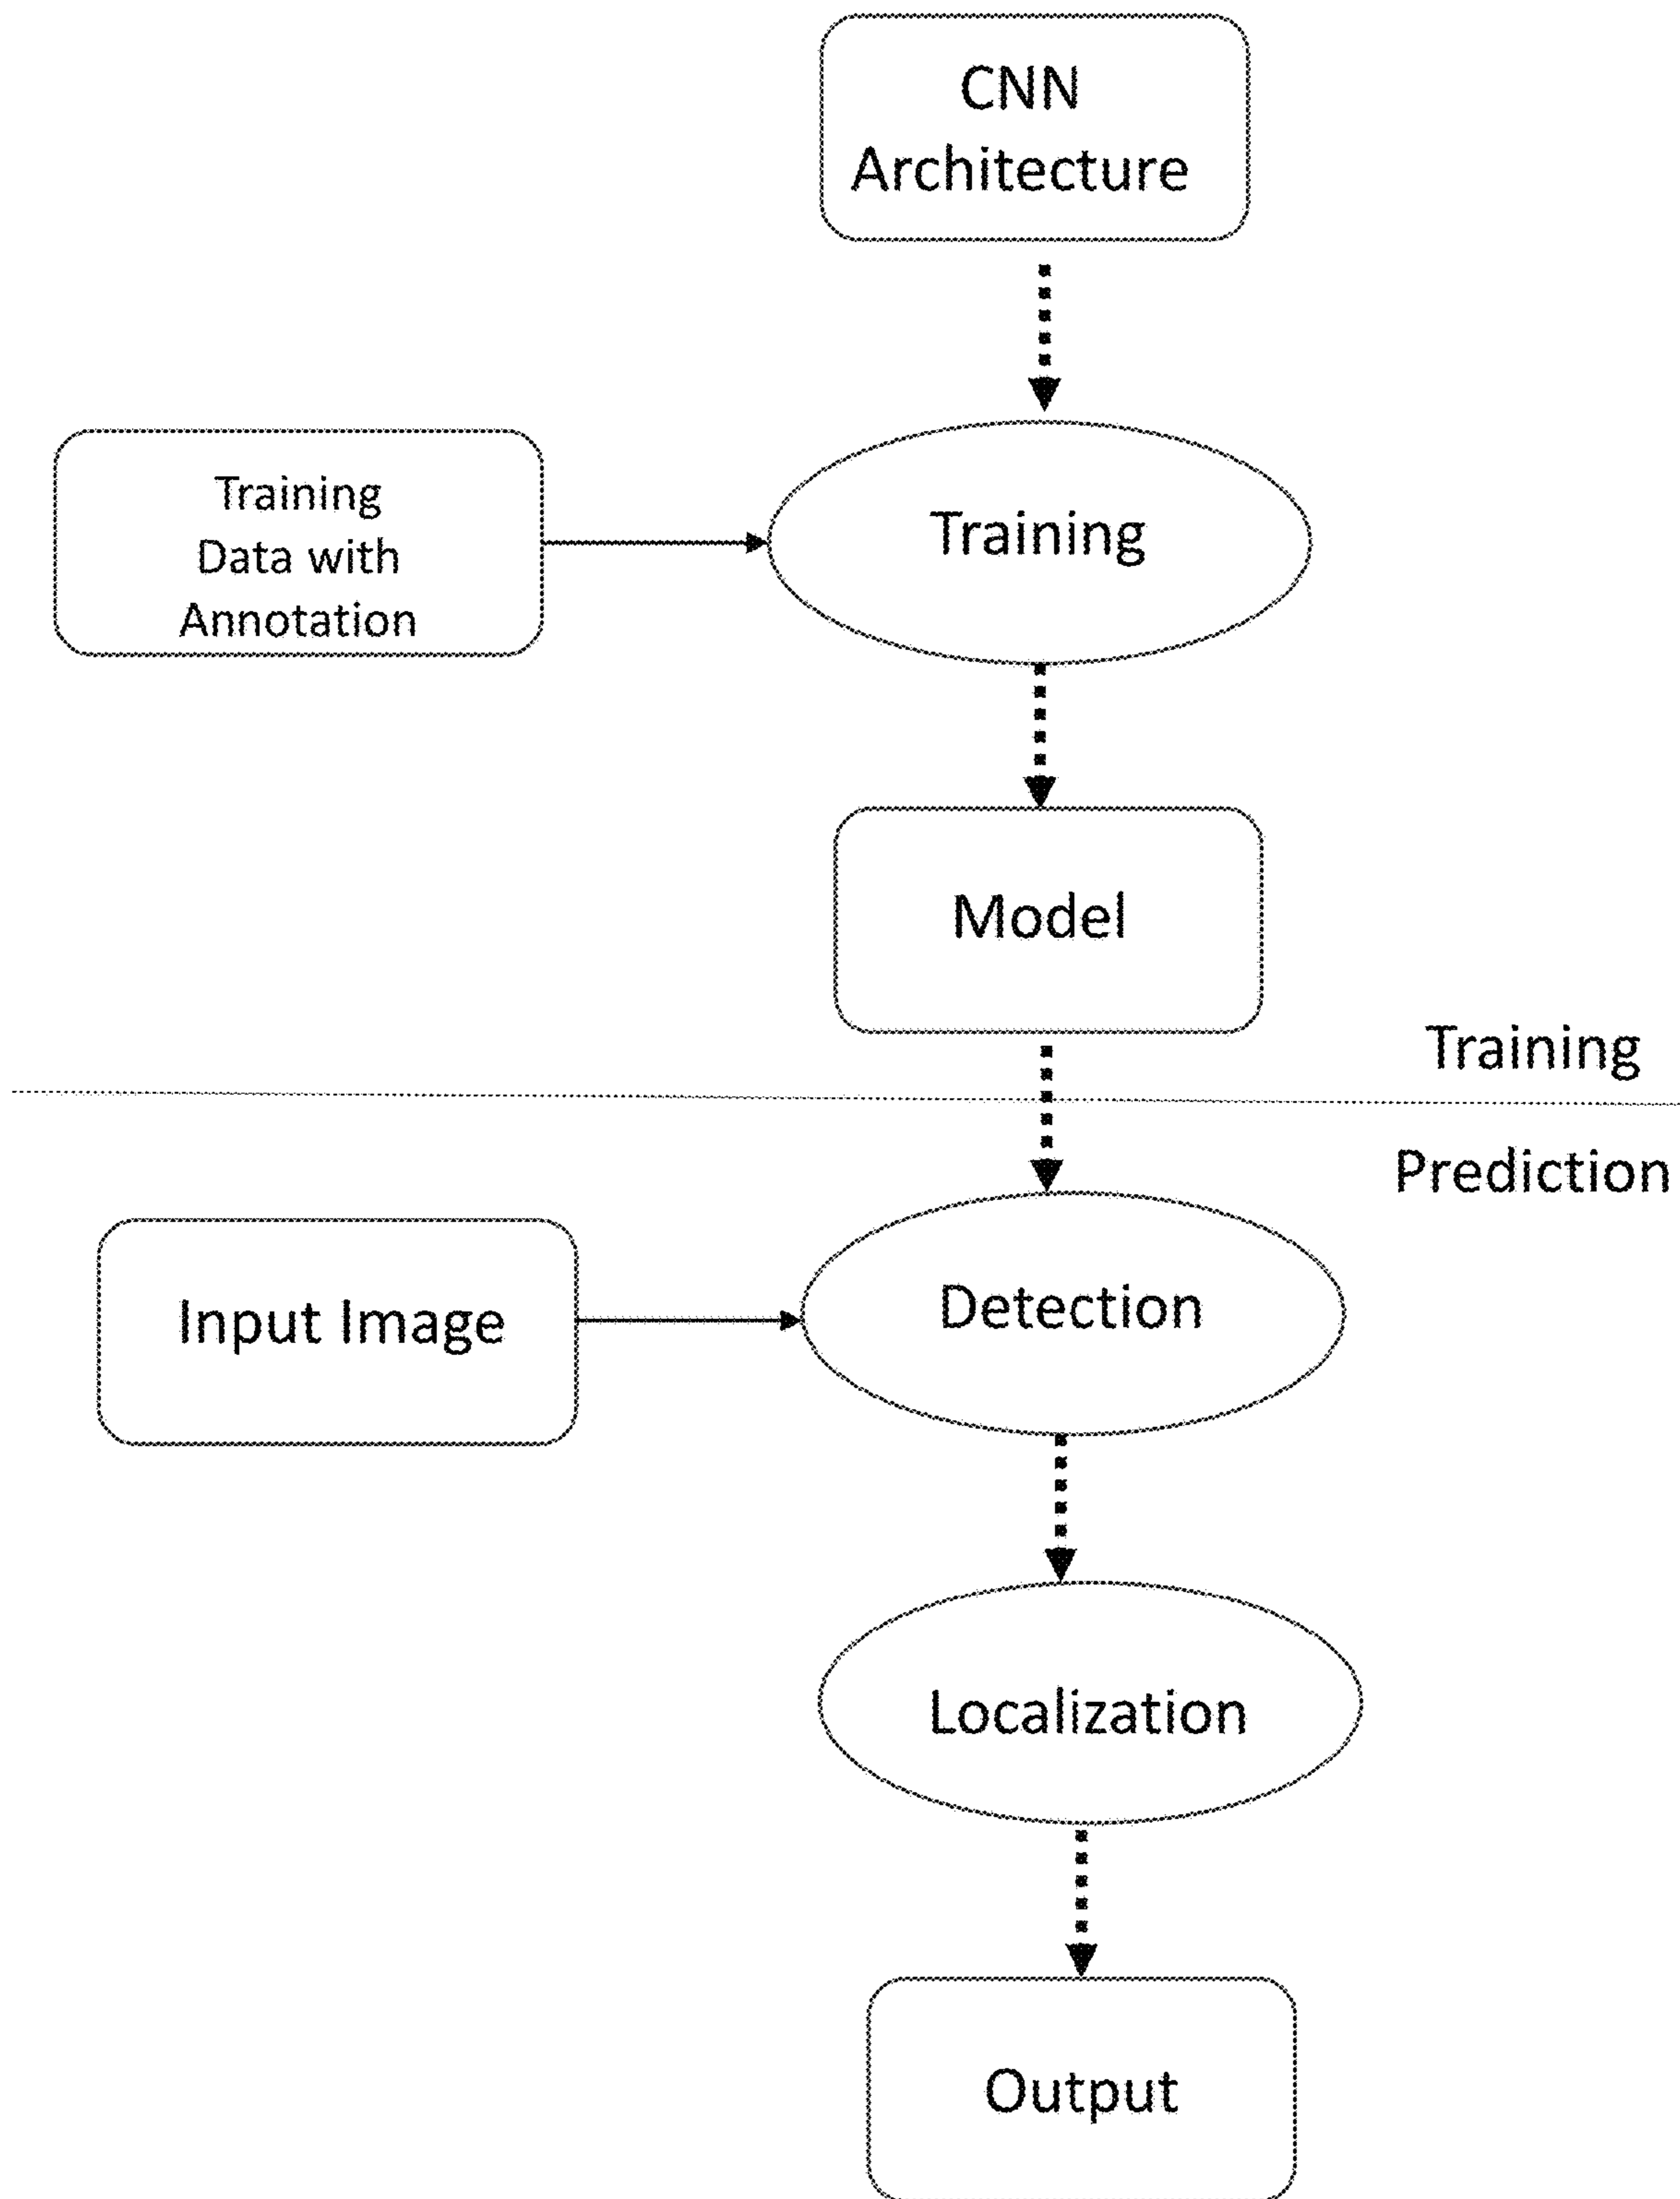 CNN
Architecture
Training
Data with
Annotation
Training
Model
Training
Prediction
Input Image
Detection
Localization
Output